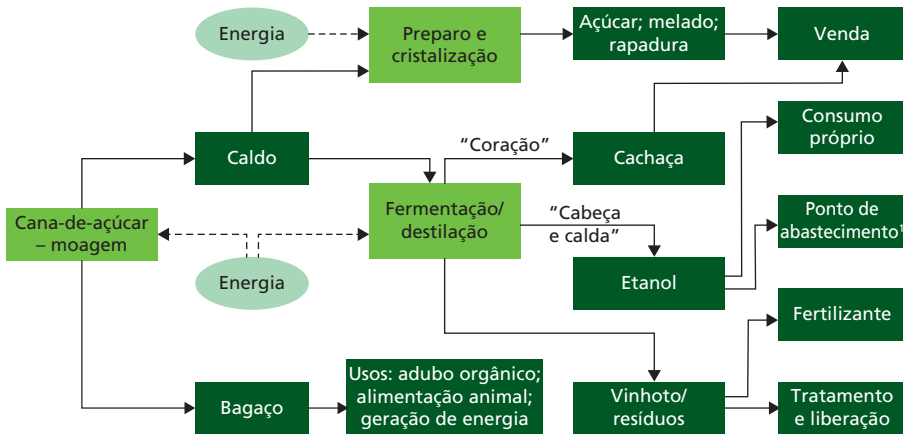 Energia
Preparo e
cristalização
Açúcar; melado;
rapadura
Venda
Caldo
"Coração"
Cachaça
Consumo
próprio
Cana-de-açúcar
– moagem
Fermentação/
destilação
"Cabeça
e calda"
Ponto de
abastecimento¹
Energia
Etanol
Fertilizante
Bagaço
Usos: adubo orgânico;
alimentação animal;
geração de energia
Vinhoto/
resíduos
Tratamento
e liberação